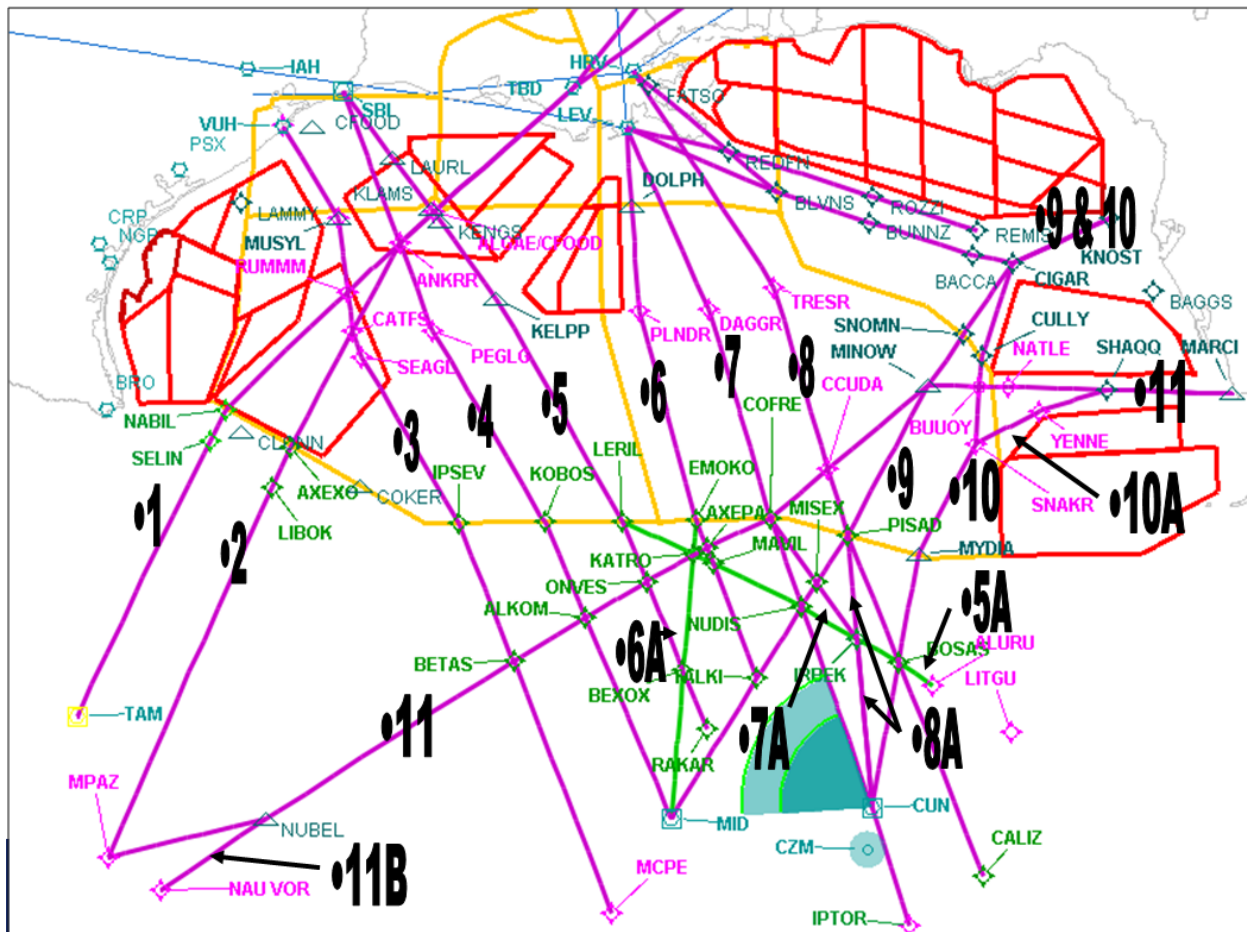 IAH
HRV
TBD
FATSO
SBL
VUH
CFOOD
LEV
PSX
REDFN
LAURL
KLAMS
DOLPH
BLVNS
ROZZI
CRP
LAMMY
•9 & 10
NGP
MUSYL
KENGS
BUNNZ
REMIS
ALGAE/CFOOD
KNOST
RUMMM
ANKRR
BACCA
CIGAR
TRESR
BAGGS
KELPP
CATFS
PLNDR
DAGGR
SNOMN
CULLY
PEGLG
MINOW
NATLE
SHAQQ
MARCI
SEAGL
•8
•7
CCUDA
BRO
•6
•11
•5
COFRE
BUUOY
NABIL
•4
YENNE
CLONN
•3
LERIL
EMOKO
SELIN
IPSEV
KOBOS
•9
•10
SNAKR
AXEXO
COKER
AXEPA
MISEX
•10A
•1
LIBOK
PISAD
•2
MYDIA
KATRO
MAMIL
ONVES
•5A
ALKOM
NUDIS
BOSAS
ALURU
•6A
BETAS
IRBEK
LITGU
BEXOX
TALKI
TAM
•11
•7A
•8A
RAKAR
MPAZ
CUN
NUBEL
MID
CZM
CALIZ
MCPE
NAU VOR
•11B
IPTOR